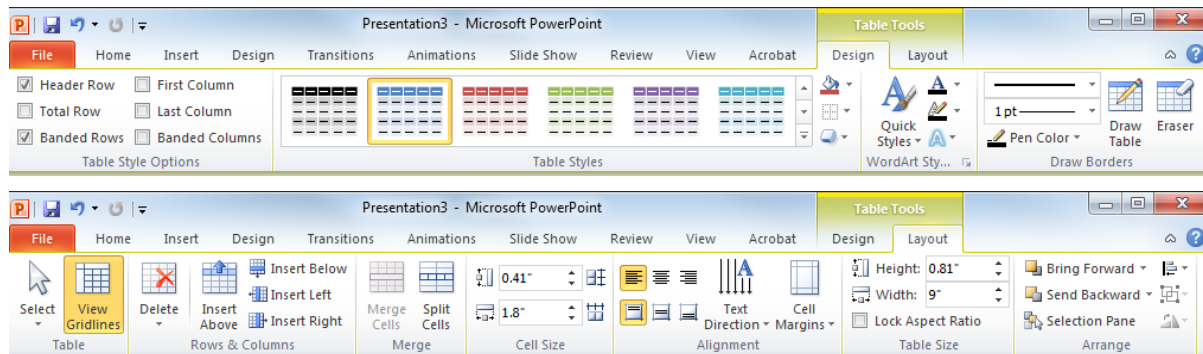 Presentation3 - Microsoft PowerPoint
Table Tools
File Home Insert Design Transitions Animations Slide Show Review View Acrobat Design Layout
Header Row First Column
Total Row Last Column
Banded Rows Banded Columns
Table Style Options
Table Styles
Quick
Styles
WordArt Sty...
1 pt
Pen Color
Draw
Table
Eraser
Draw Borders
Presentation3 - Microsoft PowerPoint
Table Tools
File Home Insert Design Transitions Animations Slide Show Review View Acrobat Design Layout
Select
View
Gridlines
Table
Delete
Insert
Above
Insert Below
Insert Left
Insert Right
Rows & Columns
Merge
Cells
Split
Cells
Merge
0.41"
1.8"
Cell Size
Text
Direction
Cell
Margins
Alignment
Height: 0.81"
Width: 9"
Lock Aspect Ratio
Table Size
Bring Forward
Send Backward
Selection Pane
Arrange